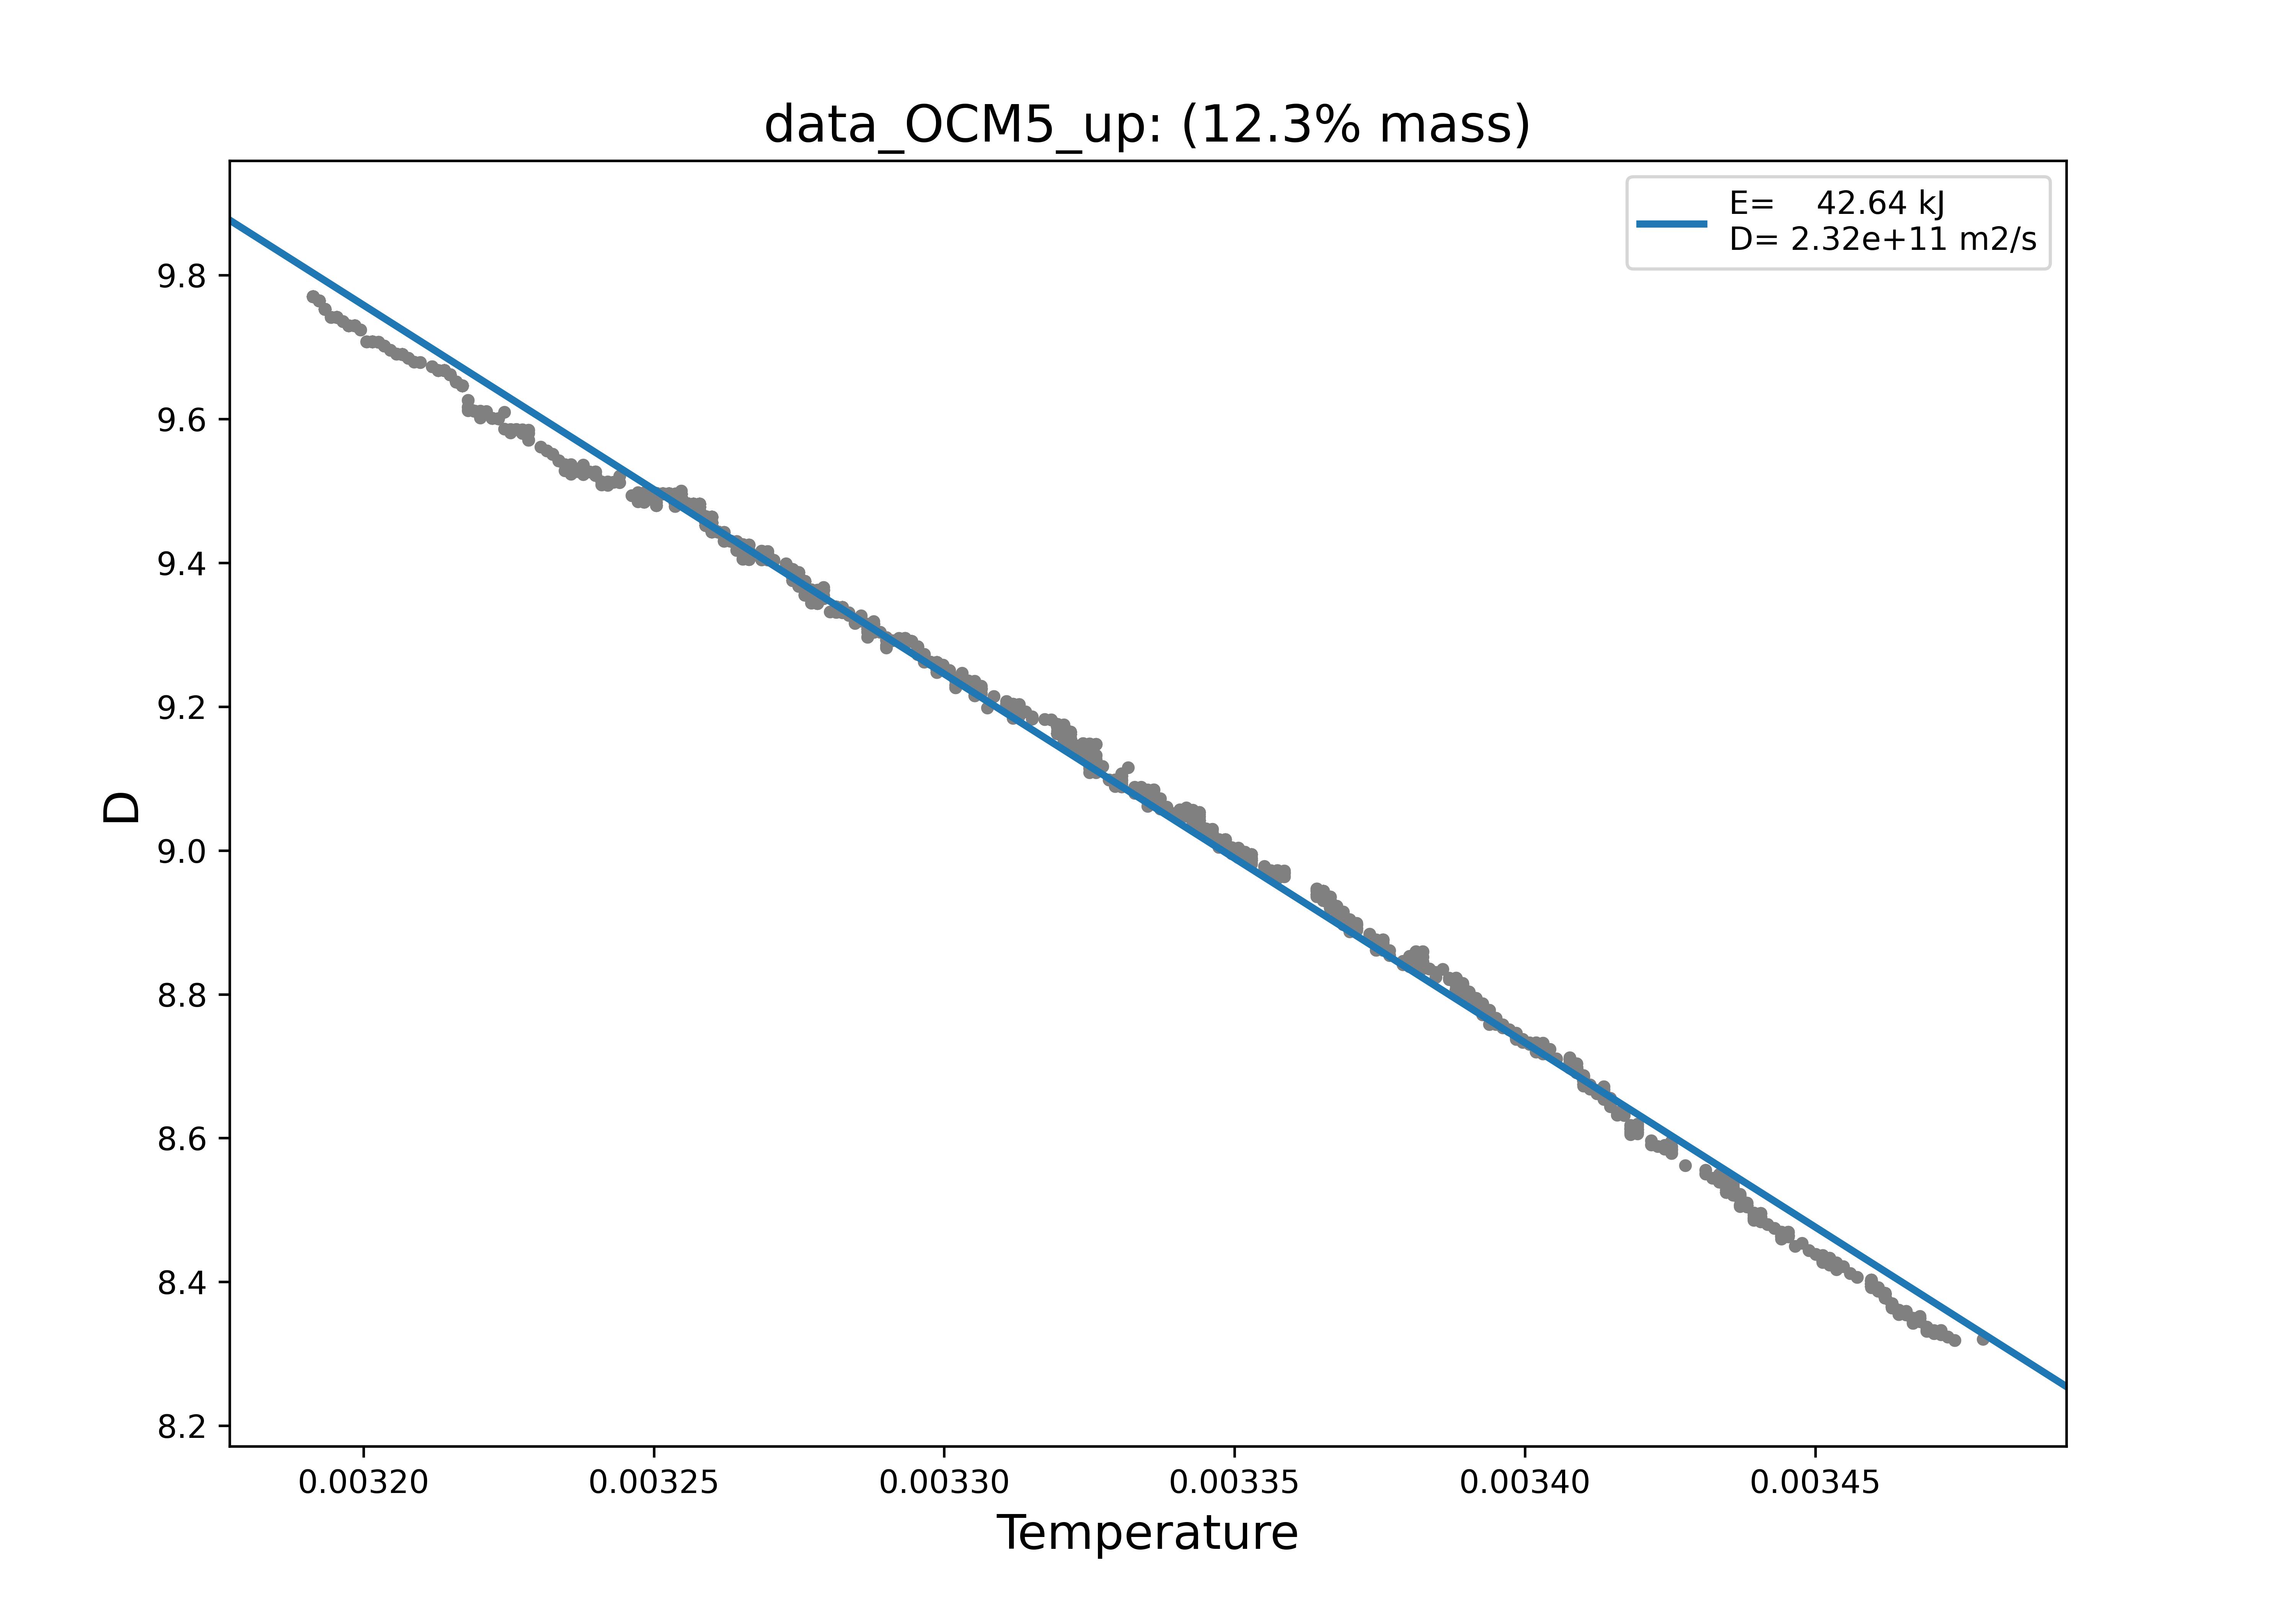 data_OCM5_up: (12.3% mass)
E= 42.64 kJ
D= 2.32e+11 m2/s
9.8
9.6
9.4
9.2
9.0
8.8
8.6
8.4
8.2
D
0.00320 0.00325 0.00330 0.00335 0.00340 0.00345
Temperature